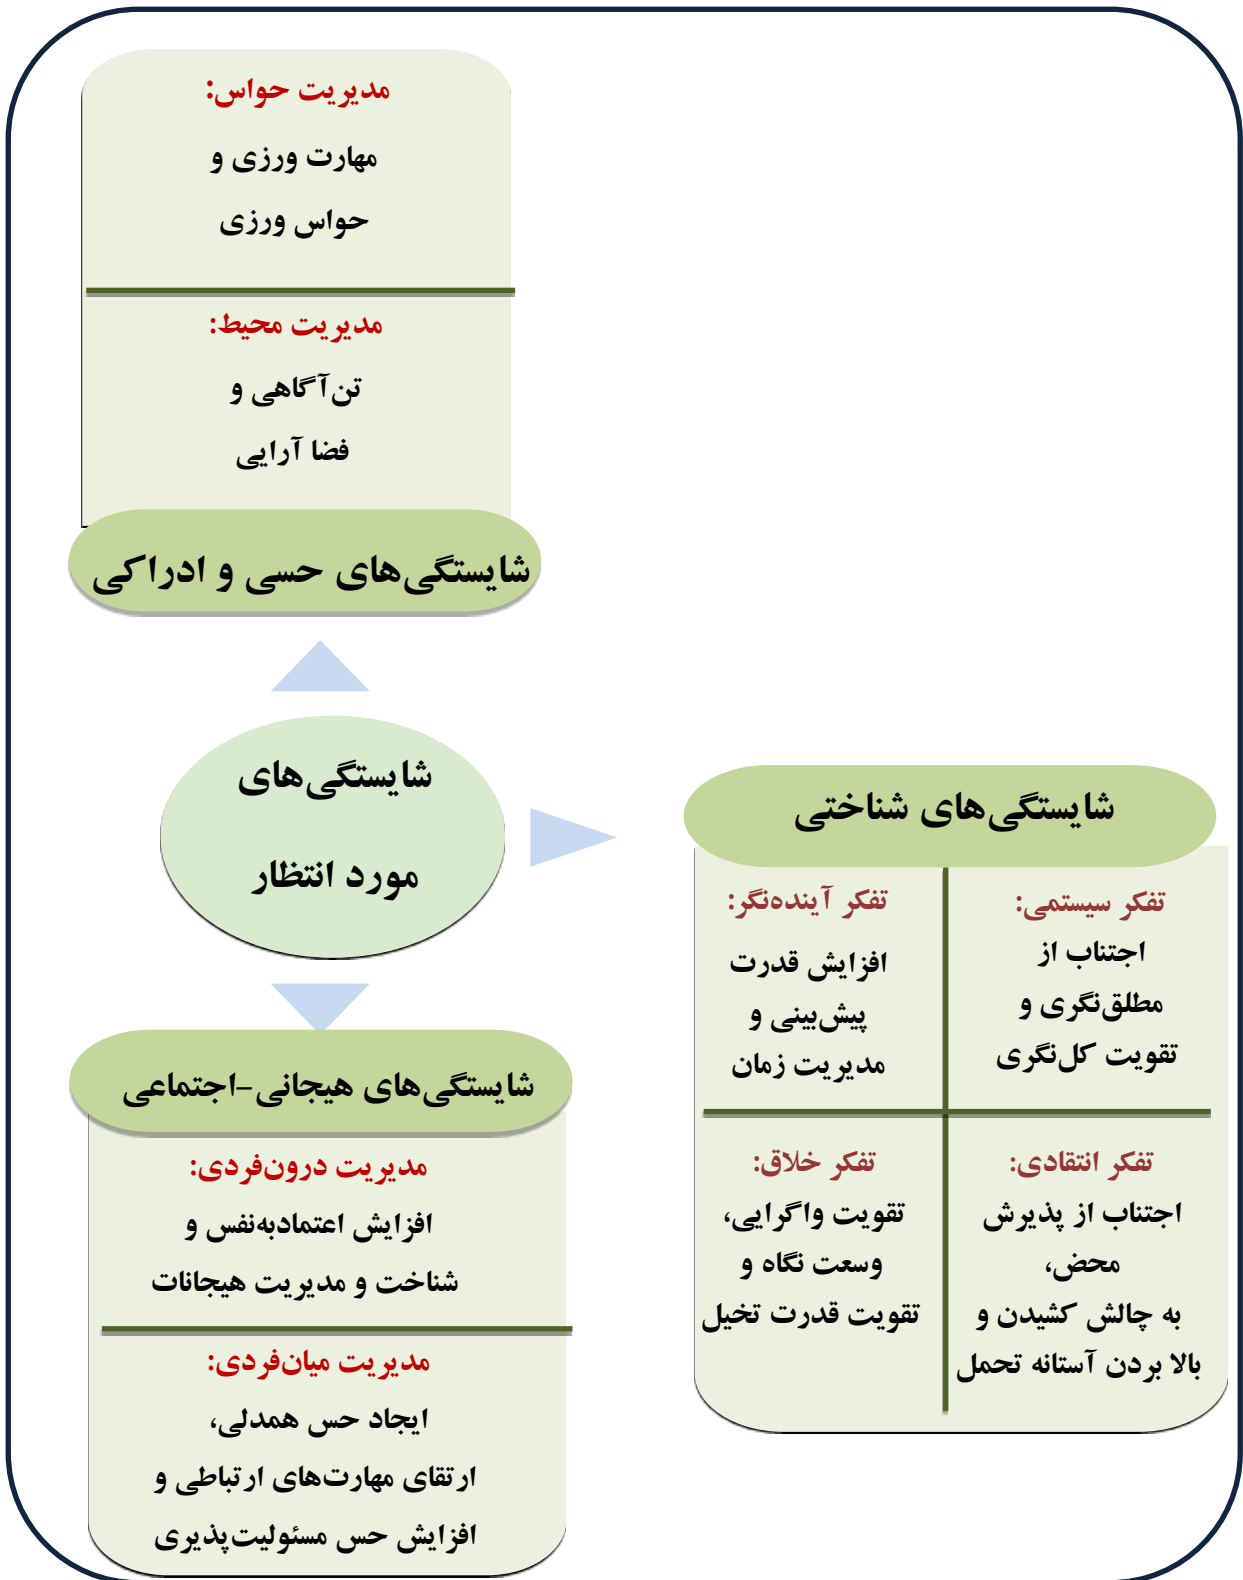 مدیریت حواس:
مهارت ورزی و
حواس ورزی
مدیریت محیط:
تن‌آگاهی و
فضا آرایی
شایستگی‌های حسی و ادراکی
شایستگی‌های
مورد انتظار
شایستگی‌های شناختی
تفکر سیستمی:
اجتناب از
مطلق‌نگری و
تقویت کل‌نگری
تفکر آینده‌نگر:
افزایش قدرت
پیش‌بینی و
مدیریت زمان
تفکر انتقادی:
اجتناب از پذیرش
محض،
به چالش کشیدن و
بالا بردن آستانه تحمل
تفکر خلاق:
تقویت واگرایی،
وسعت نگاه و
تقویت قدرت تخیل
شایستگی‌های هیجانی-اجتماعی
مدیریت درون‌فردی:
افزایش اعتمادبه‌نفس و
شناخت و مدیریت هیجانات
مدیریت میان‌فردی:
ایجاد حس همدلی،
ارتقای مهارت‌های ارتباطی و
افزایش حس مسئولیت‌پذیری